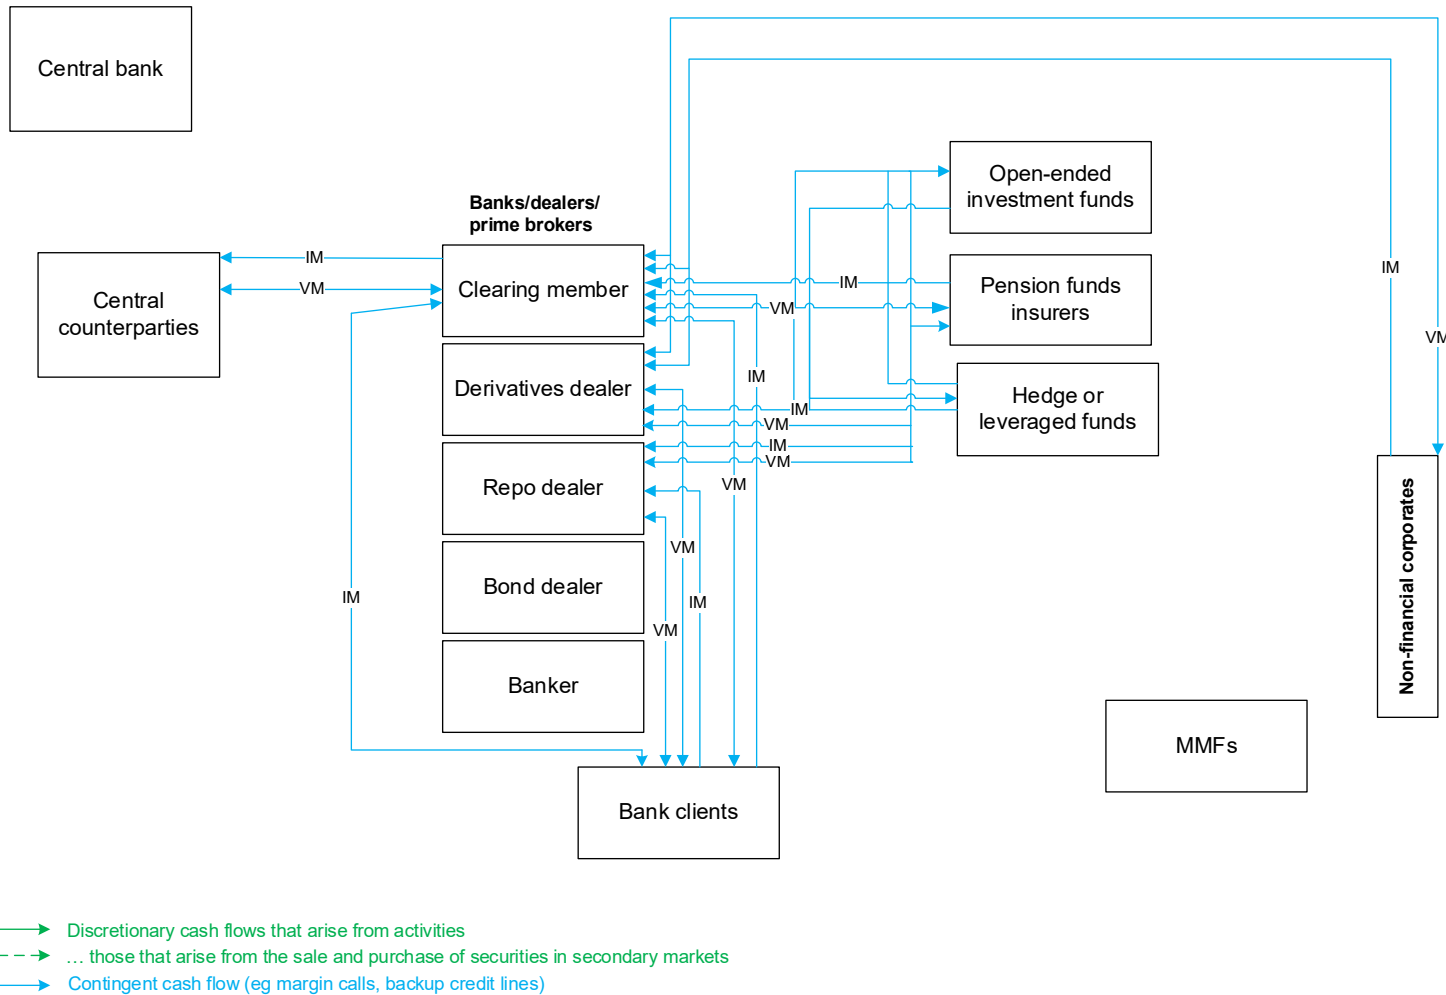 Central bank
Banks/dealers/
prime brokers
Open-ended
investment funds
IM
VM
Central
counterparties
Clearing member
IM
VM
Pension funds
insurers
IM
VM
Derivatives dealer
IM
IM
VM
Hedge or
leveraged funds
Repo dealer
IM
VM
VM
Non-financial corporates
VM
Bond dealer
IM
IM
VM
Banker
MMFs
Bank clients
Discretionary cash flows that arise from activities
... those that arise from the sale and purchase of securities in secondary markets
Contingent cash flow (eg margin calls, backup credit lines)